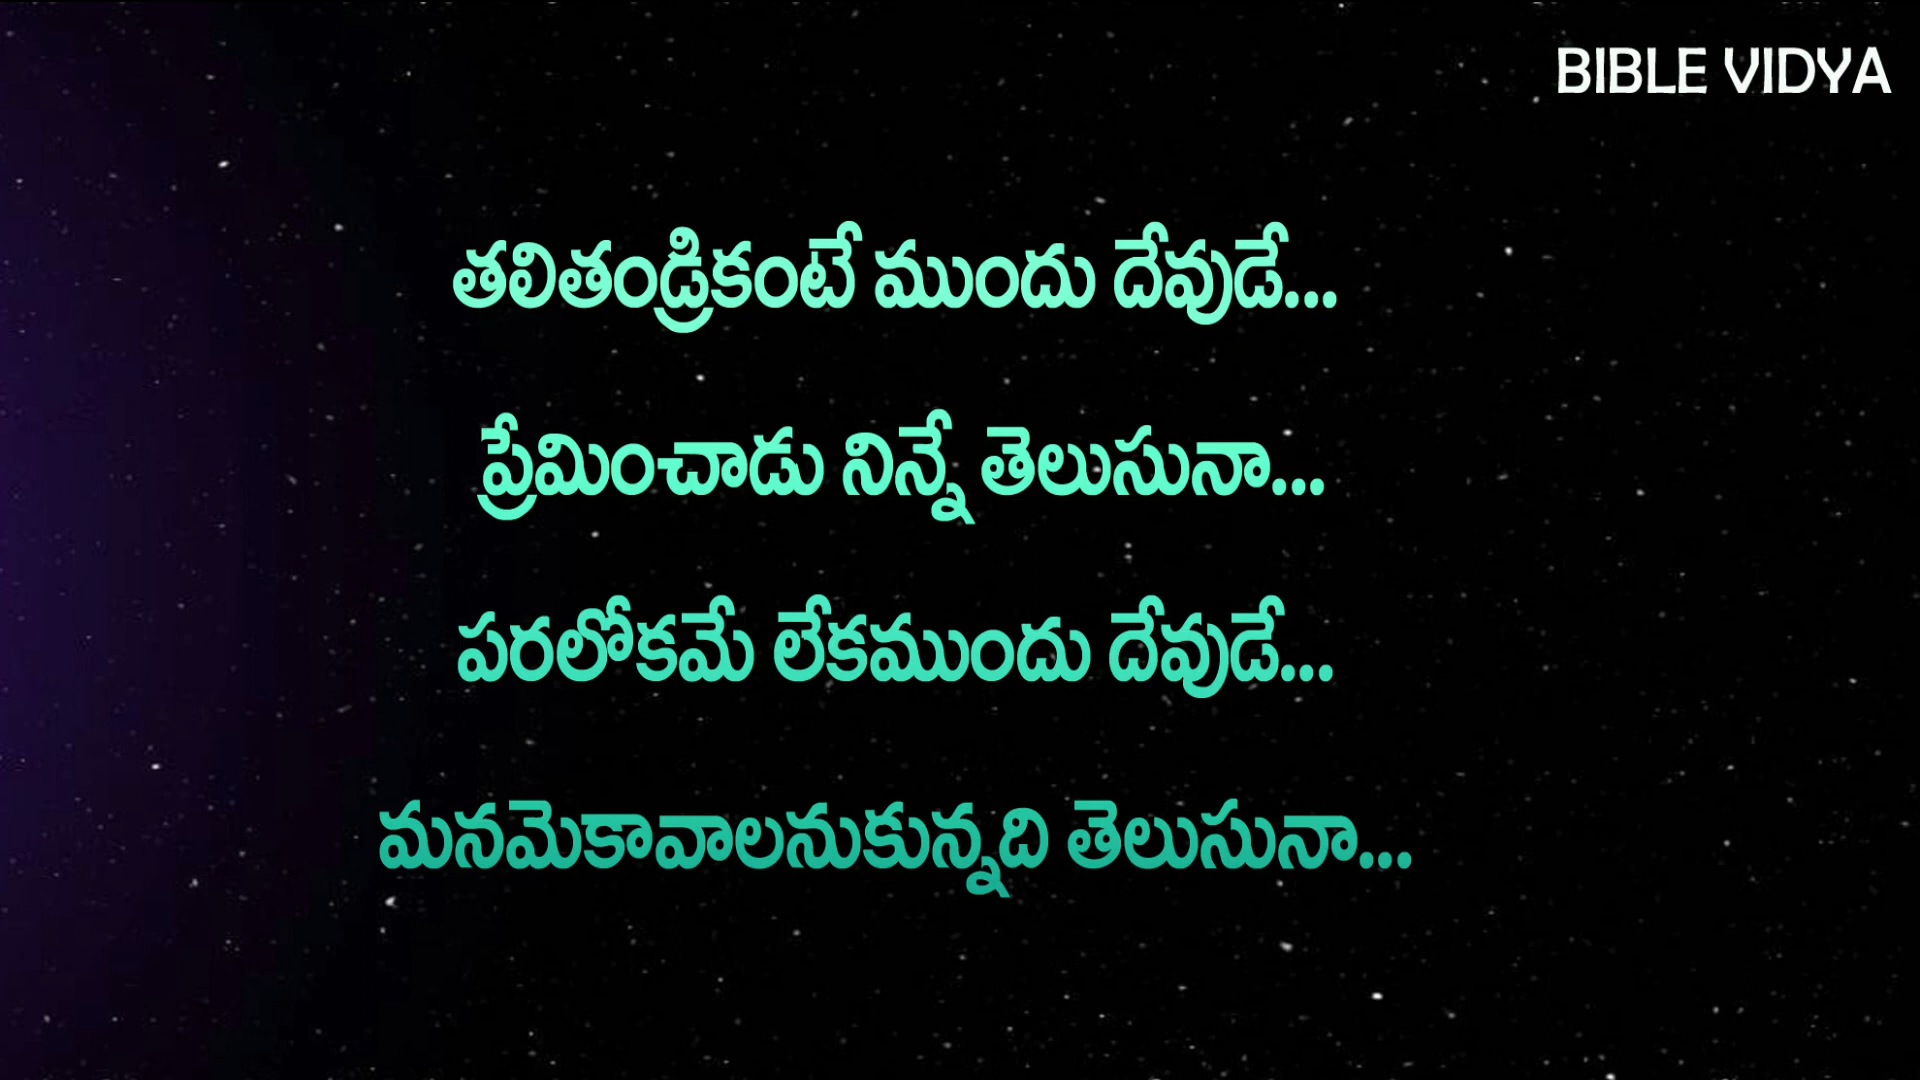 BIBLE VIDYA
తలితండ్రికంటే ముందు దేవుడే...
ప్రేమించాడు నిన్నే తెలుసునా...
పరలోకమే లేకముందు దేవుడే...
మనమెకావాలనుకున్నది తెలుసునా...